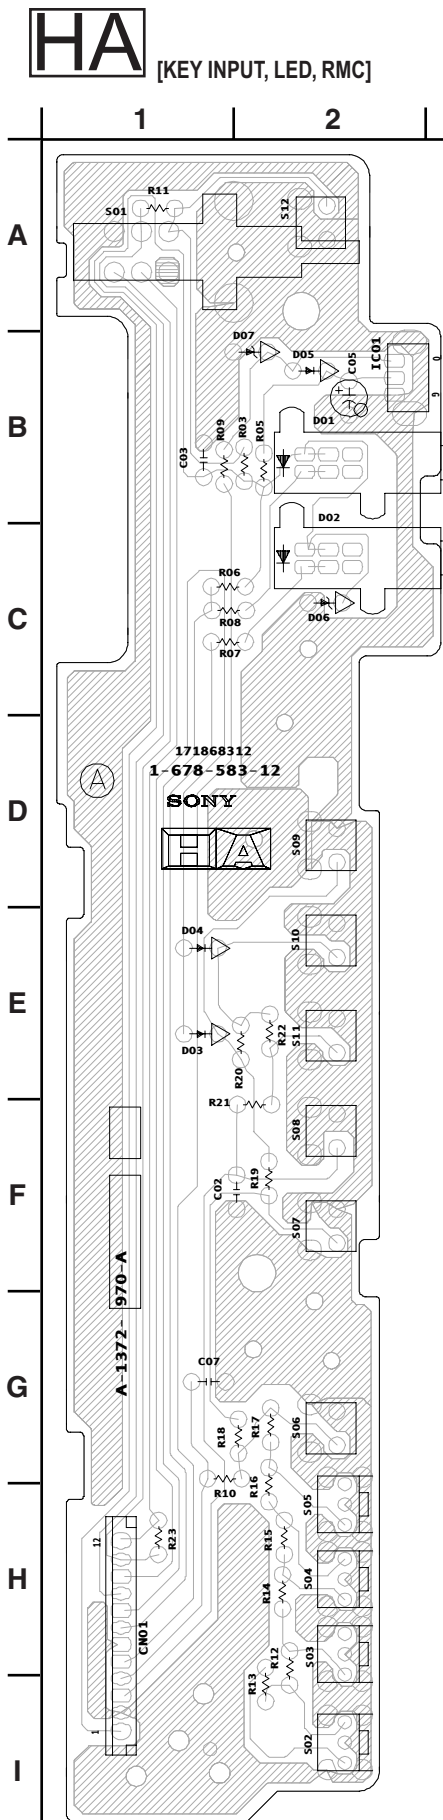 HA [KEY INPUT, LED, RMC]
1 2
A
R11
S01
S12
D07
D05
C05
IC01
0
9
D01
B
R09
R03
R05
C03
D02
R06
R08
D06
C
R07
171868312
1-678-583-12
A
SONY
D
HA
S09
D04
S10
E
D03
R20
R22
S11
R21
S08
F
C02
R19
S07
A-1372- 970-A
C07
G
R18
R17
S06
R10
R16
S05
12
R23
R15
H
R14
S04
CN01
R12
S03
R13
1
S02
I